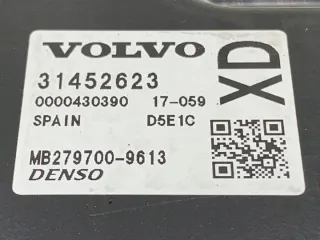 VOLVO
XD
31452623
0000430390 17-059
SPAIN D5E1C
MB279700-9613
DENSO